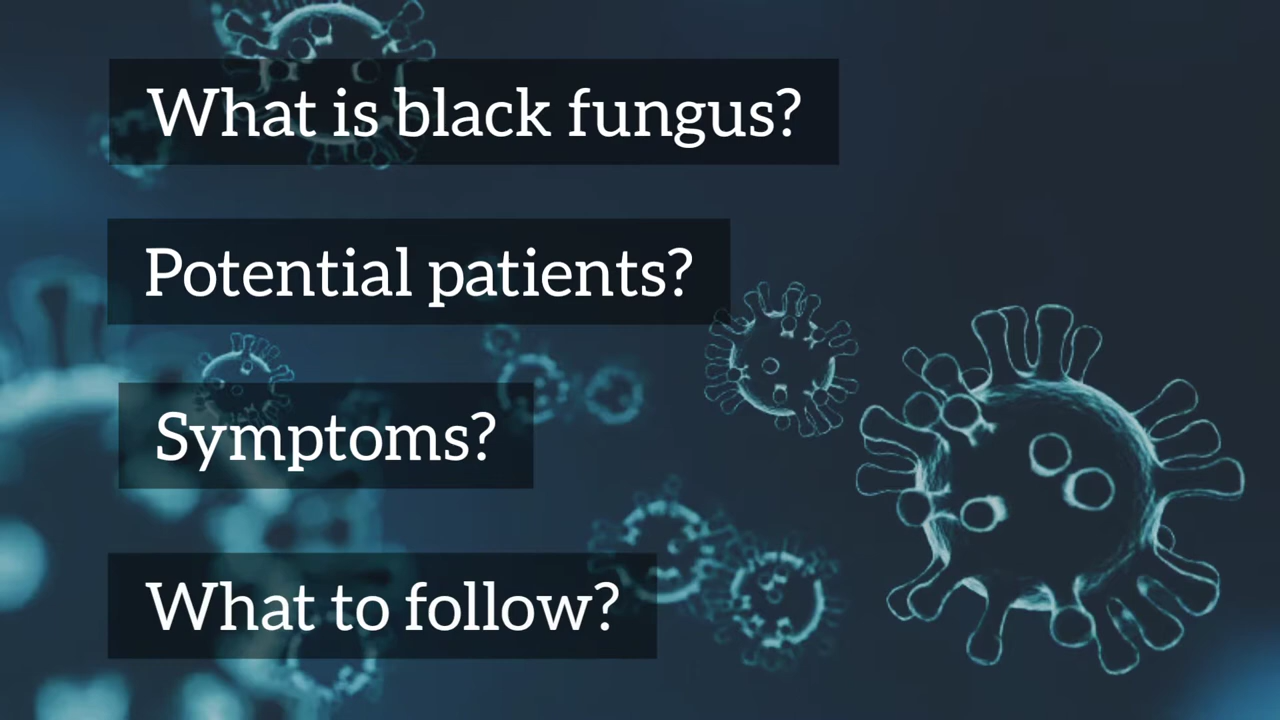 What is black fungus?
Potential patients?
Symptoms?
What to follow?